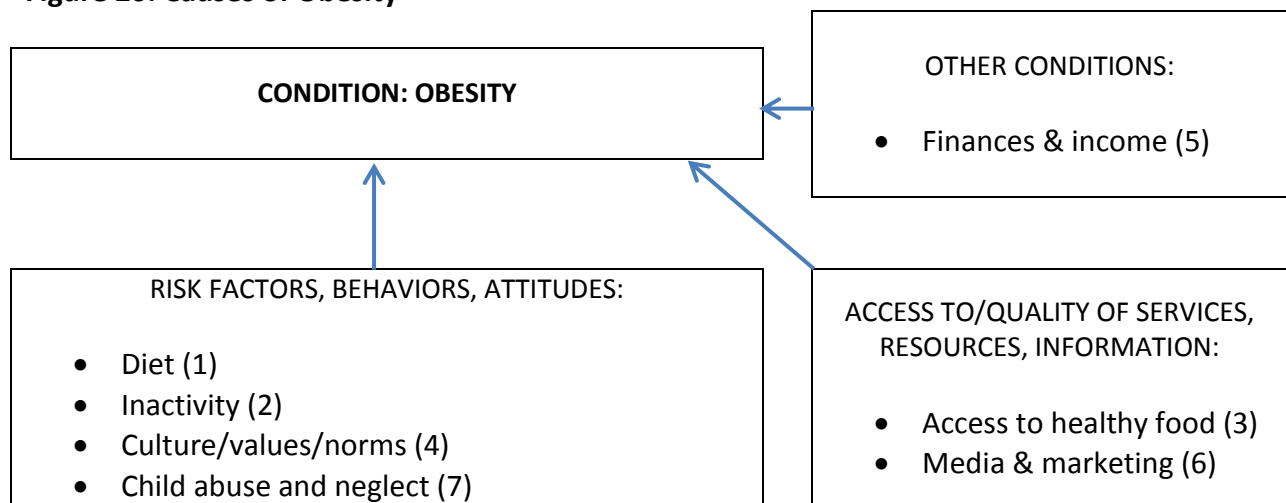 Figure Causes of Obesity
CONDITION: OBESITY
OTHER CONDITIONS:
• Finances & income (5)
RISK FACTORS, BEHAVIORS, ATTITUDES:
• Diet (1)
• Inactivity (2)
• Culture/values/norms (4)
• Child abuse and neglect (7)
ACCESS TO/QUALITY OF SERVICES,
RESOURCES, INFORMATION:
• Access to healthy food (3)
• Media & marketing (6)